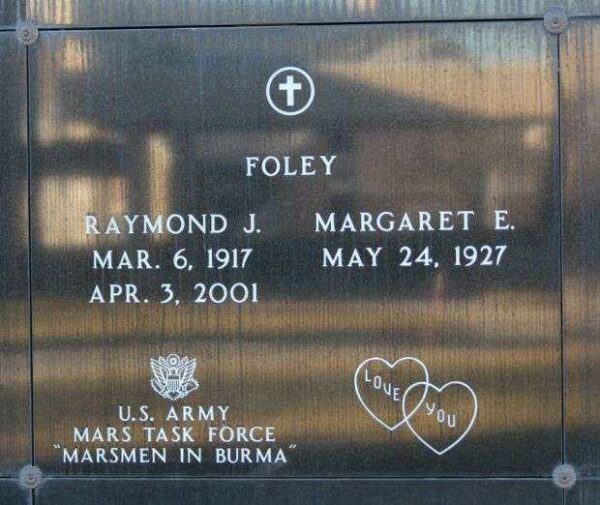 FOLEY
RAYMOND J.
MAR. 6, 1917
APR. 3, 2001
MARGARET E.
MAY 24, 1927
U.S. ARMY
MARS TASK FORCE
"MARSMEN IN BURMA"
LOVE
YOU